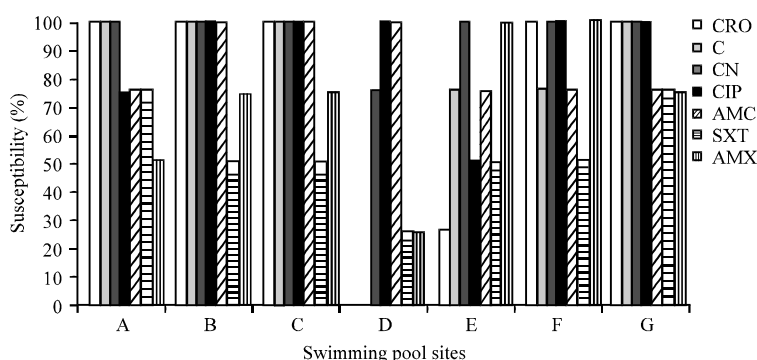 100
90
80
70
60
50
40
30
20
10
0
Susceptibility (%)
A B C D E F G
Swimming pool sites
CRO
C
CN
CIP
AMC
SXT
AMX